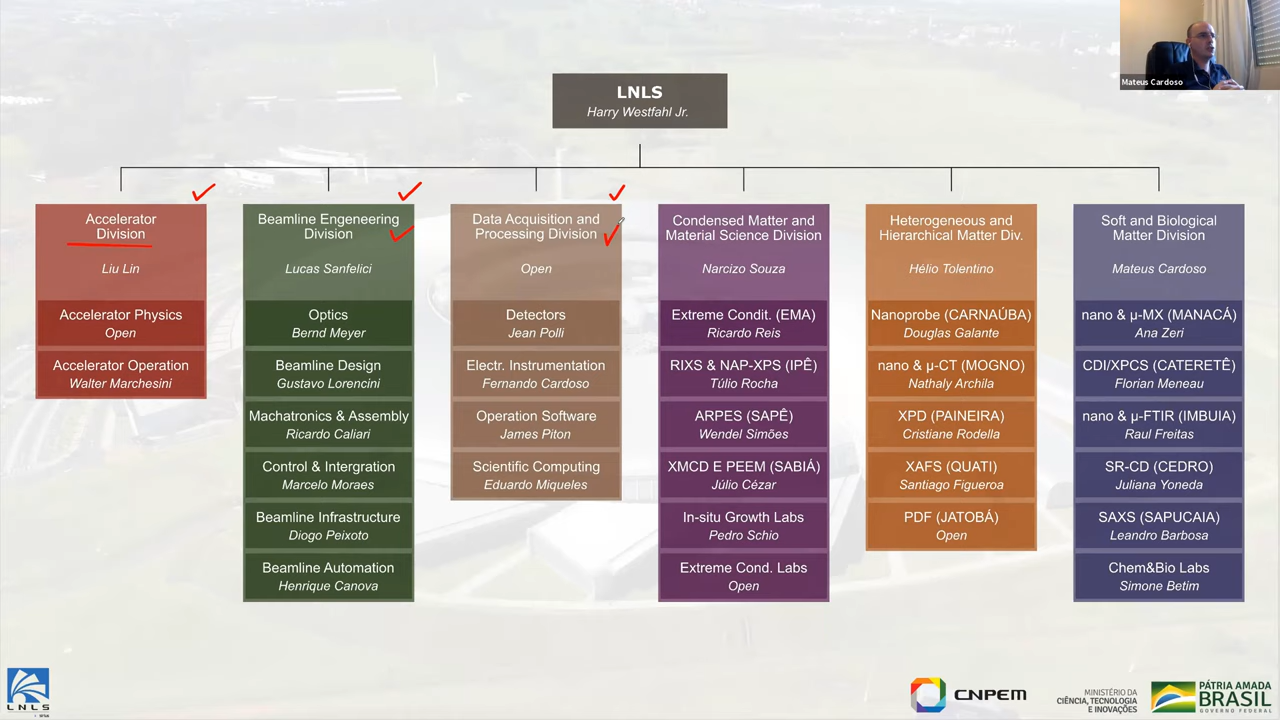 Mateus Cardoso
LNLS
Harry Westfahl Jr.
Accelerator
Division
Liu Lin
Accelerator Physics
Open
Accelerator Operation
Walter Marchesini
Beamline Engeneering
Division
Lucas Sanfelici
Optics
Bernd Meyer
Beamline Design
Gustavo Lorencini
Machatronics & Assembly
Ricardo Caliari
Control & Intergration
Marcelo Moraes
Beamline Infrastructure
Diogo Peixoto
Beamline Automation
Henrique Canova
Data Acquisition and
Processing Division
Open
Detectors
Jean Polli
Electr. Instrumentation
Fernando Cardoso
Operation Software
James Piton
Scientific Computing
Eduardo Miqueles
Condensed Matter and
Material Science Division
Narcizo Souza
Extreme Condit. (EMA)
Ricardo Reis
RIXS & NAP-XPS (IPÊ)
Túlio Rocha
ARPES (SAPÊ)
Wendel Simões
XMCD E PEEM (SABIÁ)
Júlio Cézar
In-situ Growth Labs
Pedro Schio
Extreme Cond. Labs
Open
Heterogeneous and
Hierarchical Matter Div.
Hélio Tolentino
Nanoprobe (CARNAÚBA)
Douglas Galante
nano & µ-CT (MOGNO)
Nathaly Archila
XPD (PAINEIRA)
Cristiane Rodella
XAFS (QUATI)
Santiago Figueroa
PDF (JATOBÁ)
Open
Soft and Biological
Matter Division
Mateus Cardoso
nano & µ-MX (MANACÁ)
Ana Zeri
CDI/XPCS (CATERETÊ)
Florian Meneau
nano & µ-FTIR (IMBUIA)
Raul Freitas
SR-CD (CEDRO)
Juliana Yoneda
SAXS (SAPUCAIA)
Leandro Barbosa
Chem&Bio Labs
Simone Betim
LNLS
CNPEM
MINISTÉRIO DA
CIÊNCIA, TECNOLOGIA
E INOVAÇÕES
PÁTRIA AMADA
BRASIL
GOVERNO FEDERAL